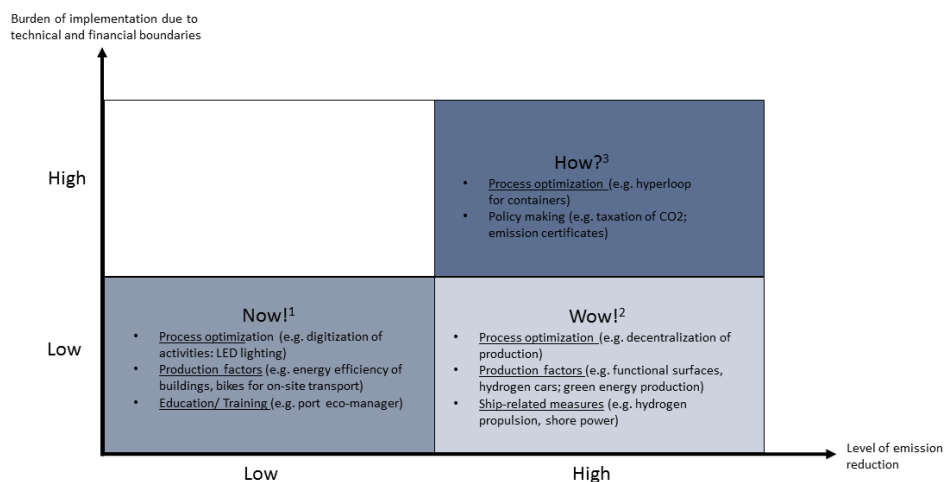 Burden of implementation due to
technical and financial boundaries
High
How?³
• Process optimization (e.g. hyperloop
for containers)
• Policy making (e.g. taxation of CO2;
emission certificates)
Low
Now!¹
• Process optimization (e.g. digitization of
activities: LED lighting)
• Production factors (e.g. energy efficiency of
buildings, bikes for on-site transport)
• Education/ Training (e.g. port eco-manager)
Wow!²
• Process optimization (e.g. decentralization of
production)
• Production factors (e.g. functional surfaces,
hydrogen cars; green energy production)
• Ship-related measures (e.g. hydrogen
propulsion, shore power)
Low
High
Level of emission
reduction